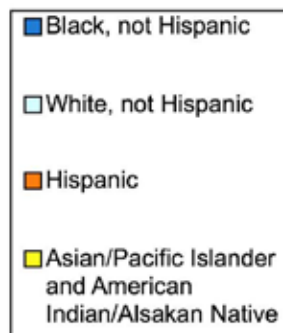 Black, not Hispanic
White, not Hispanic
Hispanic
Asian/Pacific Islander
and American
Indian/Alsakan Native